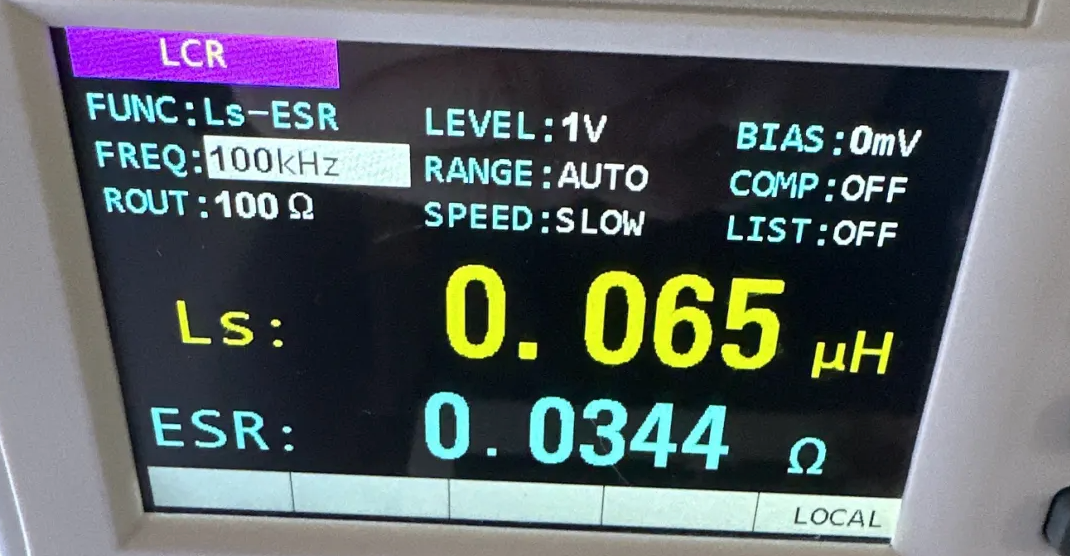 LCR
FUNC:Ls-ESR LEVEL:1V BIAS:0mV
FREQ:100kHz RANGE:AUTO COMP:OFF
ROUT:100 Ω SPEED:SLOW LIST:OFF
Ls: 0.065 µH
ESR: 0.0344 Ω
LOCAL